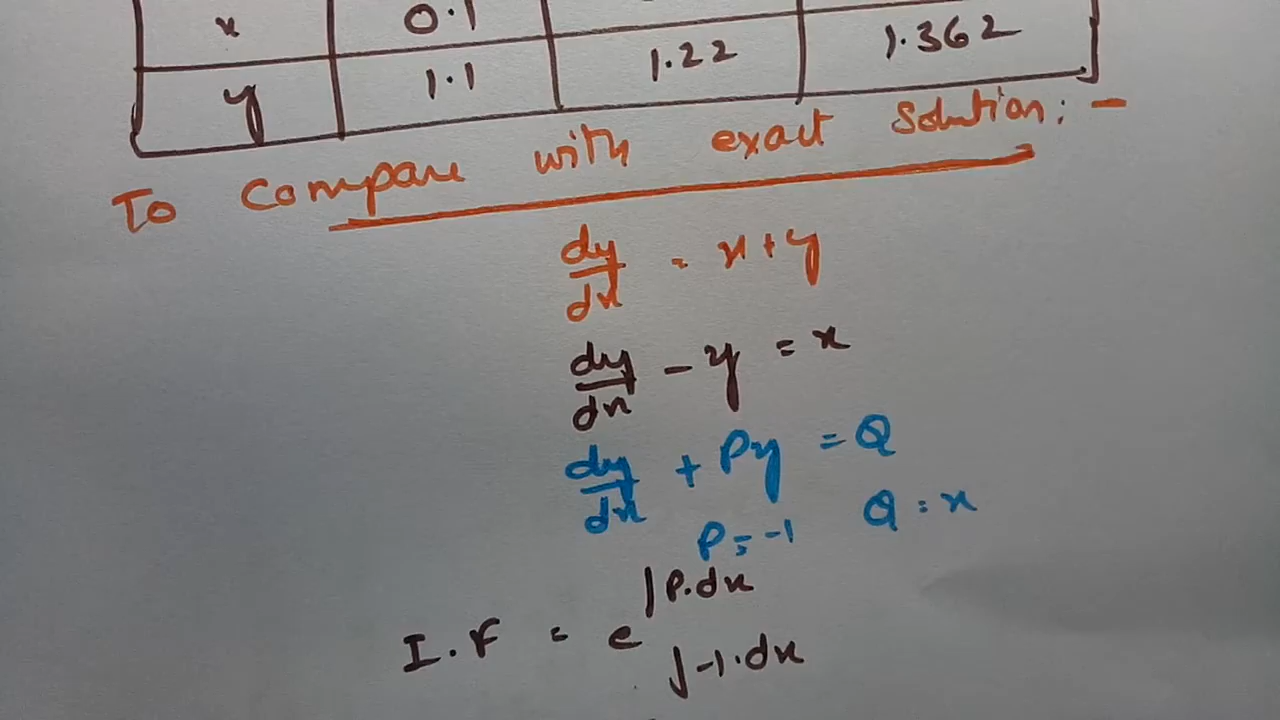 x 0.1
y 1.1 1.22 1.362
To compare with exact solution: -
dy/dx = x+y
dy/dx - y = x
dy/dx + Py = Q
P = -1 Q = x
I.F = e ∫P.dx
∫-1.dx